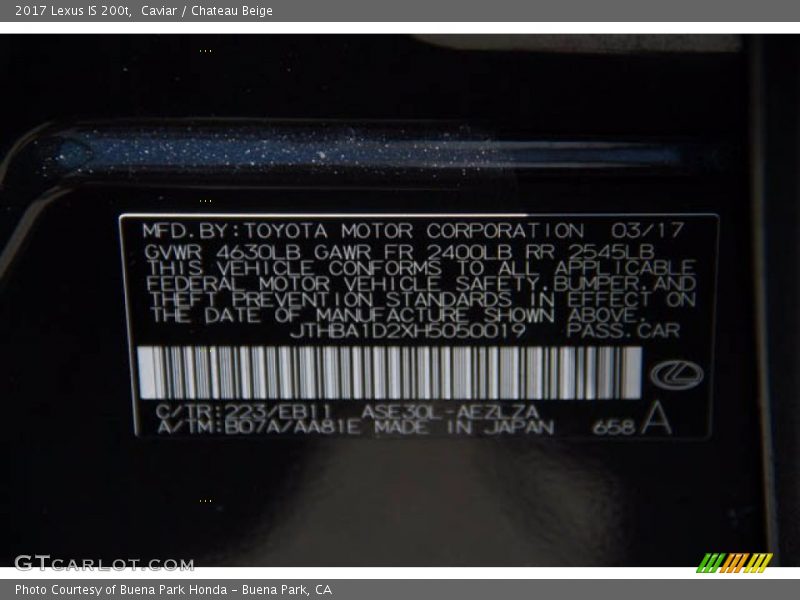 2017 Lexus IS 200t, Caviar / Chateau Beige
MFD.BY:TOYOTA MOTOR CORPORATION 03/17
GVWR 4630LB GAWR FR 2400LB RR 2545LB
THIS VEHICLE CONFORMS TO ALL APPLICABLE
FEDERAL MOTOR VEHICLE SAFETY, BUMPER, AND
THEFT PREVENTION STANDARDS IN EFFECT ON
THE DATE OF MANUFACTURE SHOWN ABOVE.
JTHBA1D2XH5050019 PASS.CAR
C/TR:223/EB11 ASE30L-AEZLZA
A/TM:B07A/AA81E MADE IN JAPAN 658 A
GTCARLOT.COM
Photo Courtesy of Buena Park Honda - Buena Park, CA